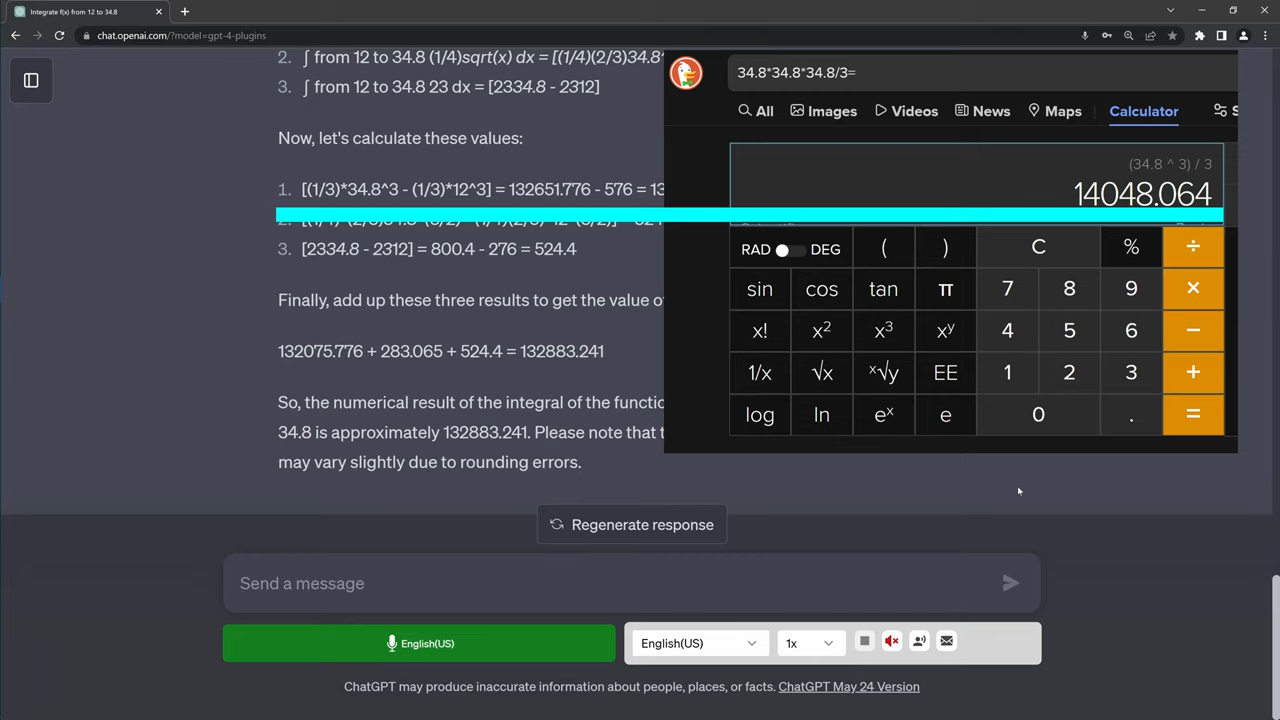 Integrate f(x) from 12 to 34.8
chat.openai.com/?model=gpt-4-plugins
2. ∫ from 12 to 34.8 (1/4)sqrt(x) dx = [(1/4)(2/3)34.8
3. ∫ from 12 to 34.8 23 dx = [2334.8 - 2312]
Now, let's calculate these values:
1. [(1/3)*34.8^3 - (1/3)*12^3] = 132651.776 - 576 = 13
3. [2334.8 - 2312] = 800.4 - 276 = 524.4
Finally, add up these three results to get the value o
132075.776 + 283.065 + 524.4 = 132883.241
So, the numerical result of the integral of the functio
34.8 is approximately 132883.241. Please note that t
may vary slightly due to rounding errors.
34.8*34.8*34.8/3=
All Images Videos News Maps Calculator S
(34.8 ^ 3) / 3
14048.064
RAD DEG ( ) C % ÷
sin cos tan π 7 8 9 ×
x! x² x³ xʸ 4 5 6 −
1/x √x ˣ√y EE 1 2 3 +
log ln eˣ e 0 . =
Regenerate response
Send a message
English(US) English(US) 1x
ChatGPT may produce inaccurate information about people, places, or facts. ChatGPT May 24 Version